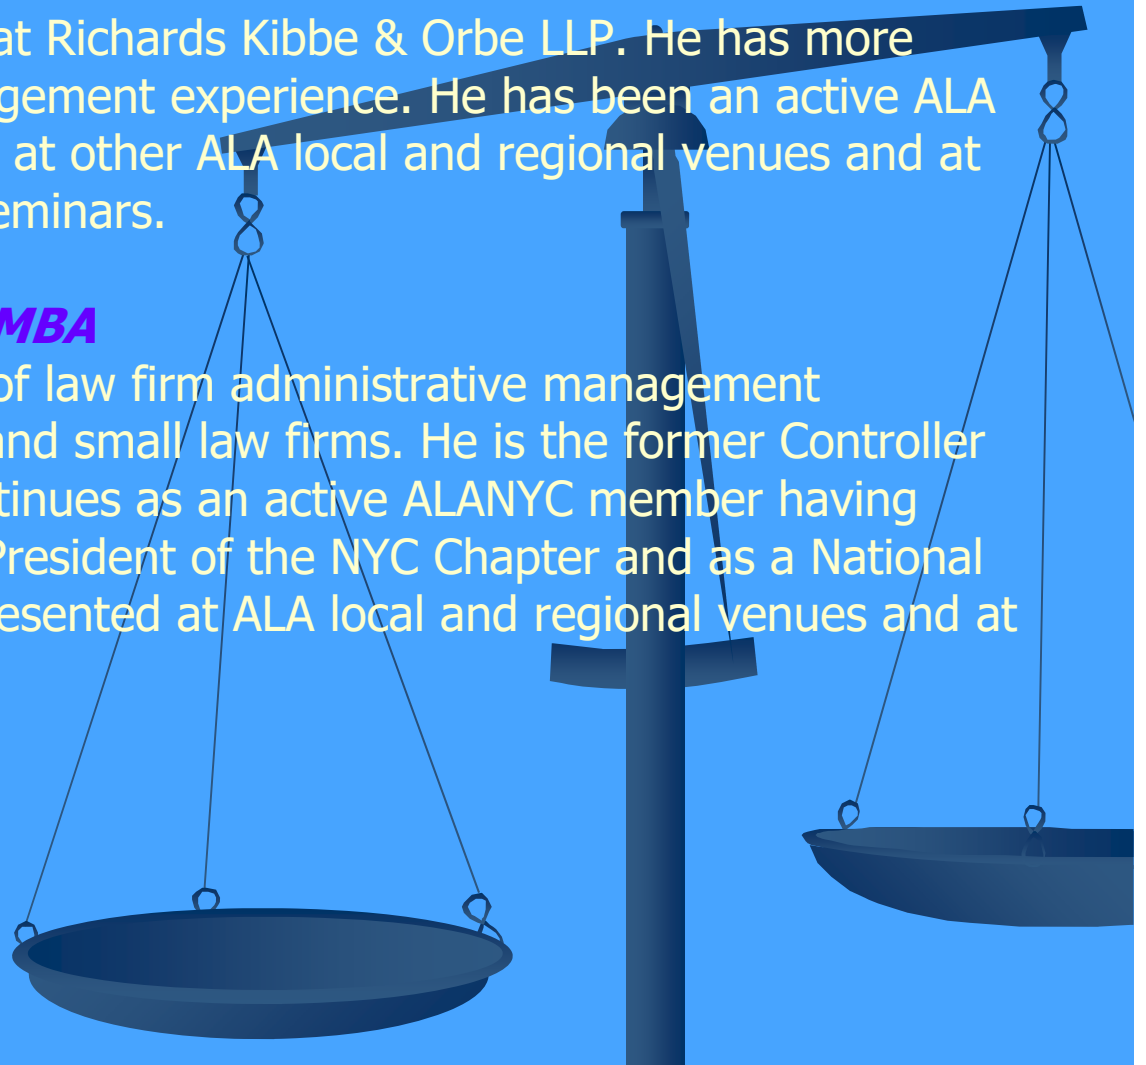 at Richards Kibbe & Orbe LLP. He has more
gement experience. He has been an active ALA
at other ALA local and regional venues and at
eminars.
MBA
of law firm administrative management
and small law firms. He is the former Controller
tinues as an active ALANYC member having
President of the NYC Chapter and as a National
esented at ALA local and regional venues and at